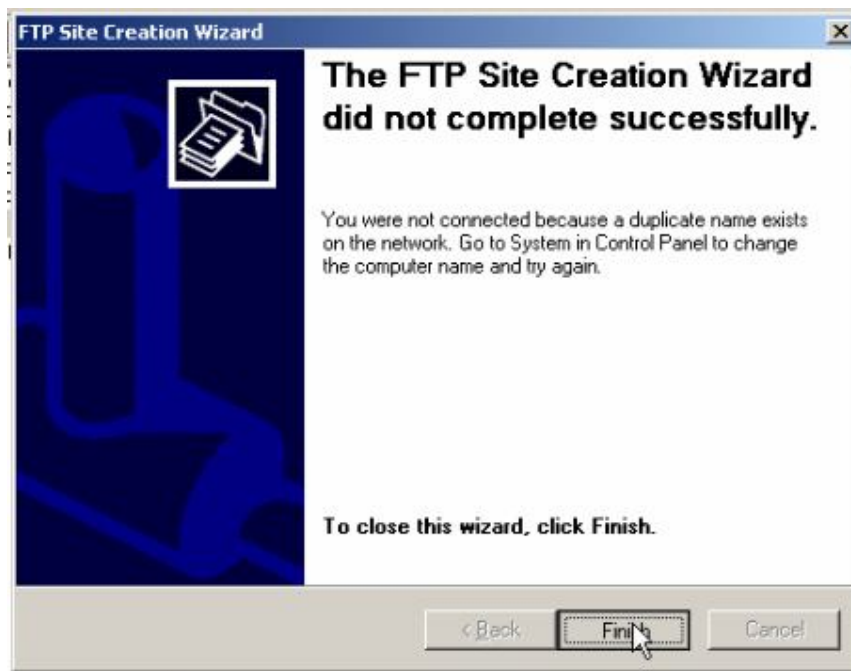 FTP Site Creation Wizard
The FTP Site Creation Wizard
did not complete successfully.
You were not connected because a duplicate name exists
on the network. Go to System in Control Panel to change
the computer name and try again.
To close this wizard, click Finish.
< Back
Finish
Cancel